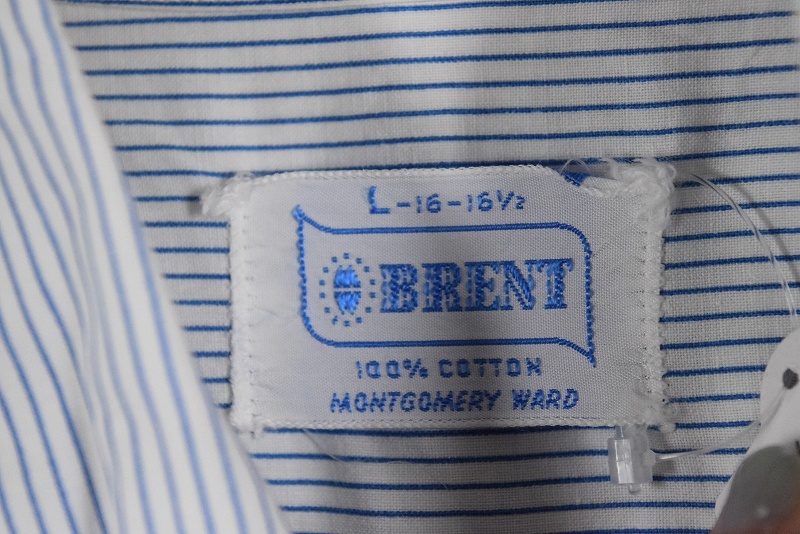 L-16-16½
BRENT
100% COTTON
MONTGOMERY WARD